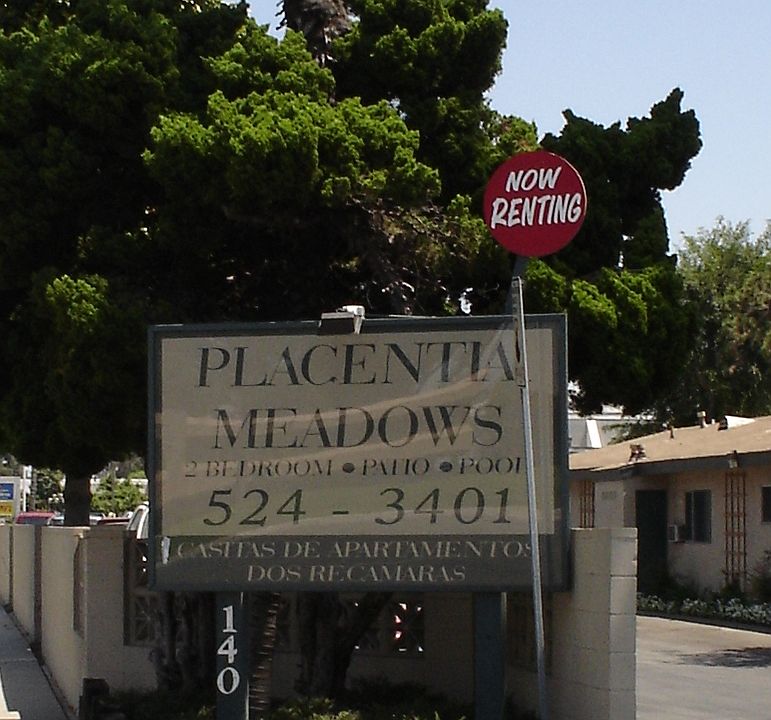 NOW
RENTING
PLACENTIA
MEADOWS
2 BEDROOM • PATIO • POOL
524 - 3401
CASITAS DE APARTAMENTOS
DOS RECAMARAS
140